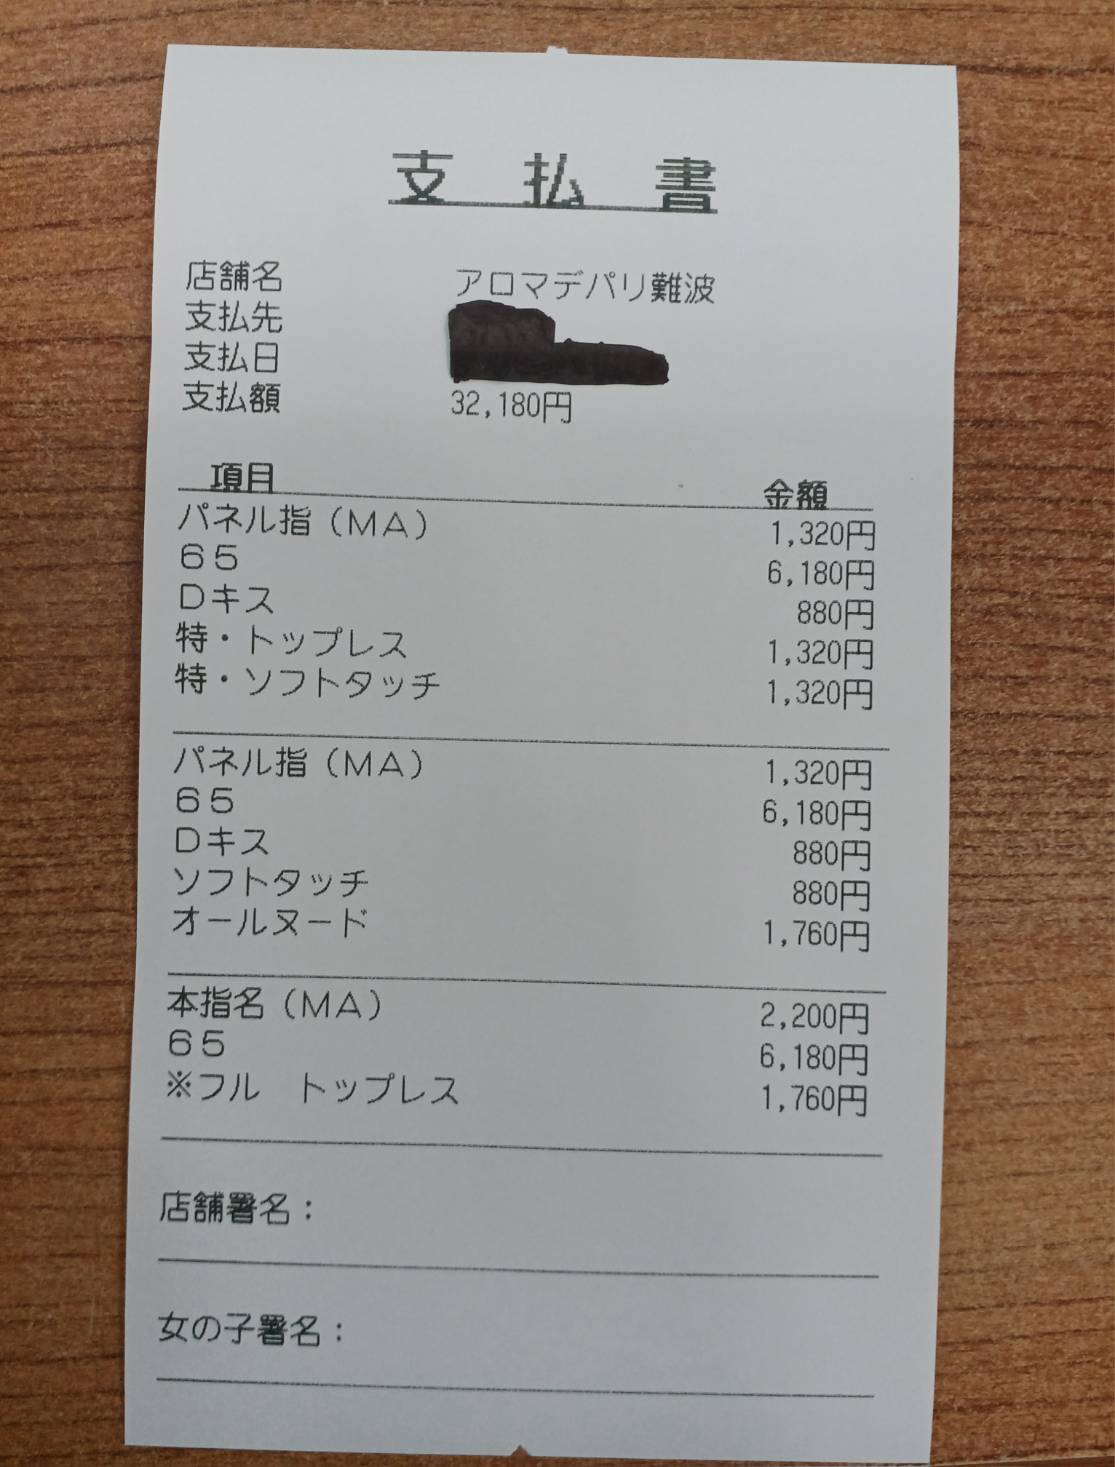 支払書
店舗名 アロマデパリ難波
支払先
支払日
支払額 32,180円
項目 金額
パネル指（MA） 1,320円
６５ 6,180円
Dキス 880円
特・トップレス 1,320円
特・ソフトタッチ 1,320円
パネル指（MA） 1,320円
６５ 6,180円
Dキス 880円
ソフトタッチ 880円
オールヌード 1,760円
本指名（MA） 2,200円
６５ 6,180円
※フル　トップレス 1,760円
店舗署名：
女の子署名：